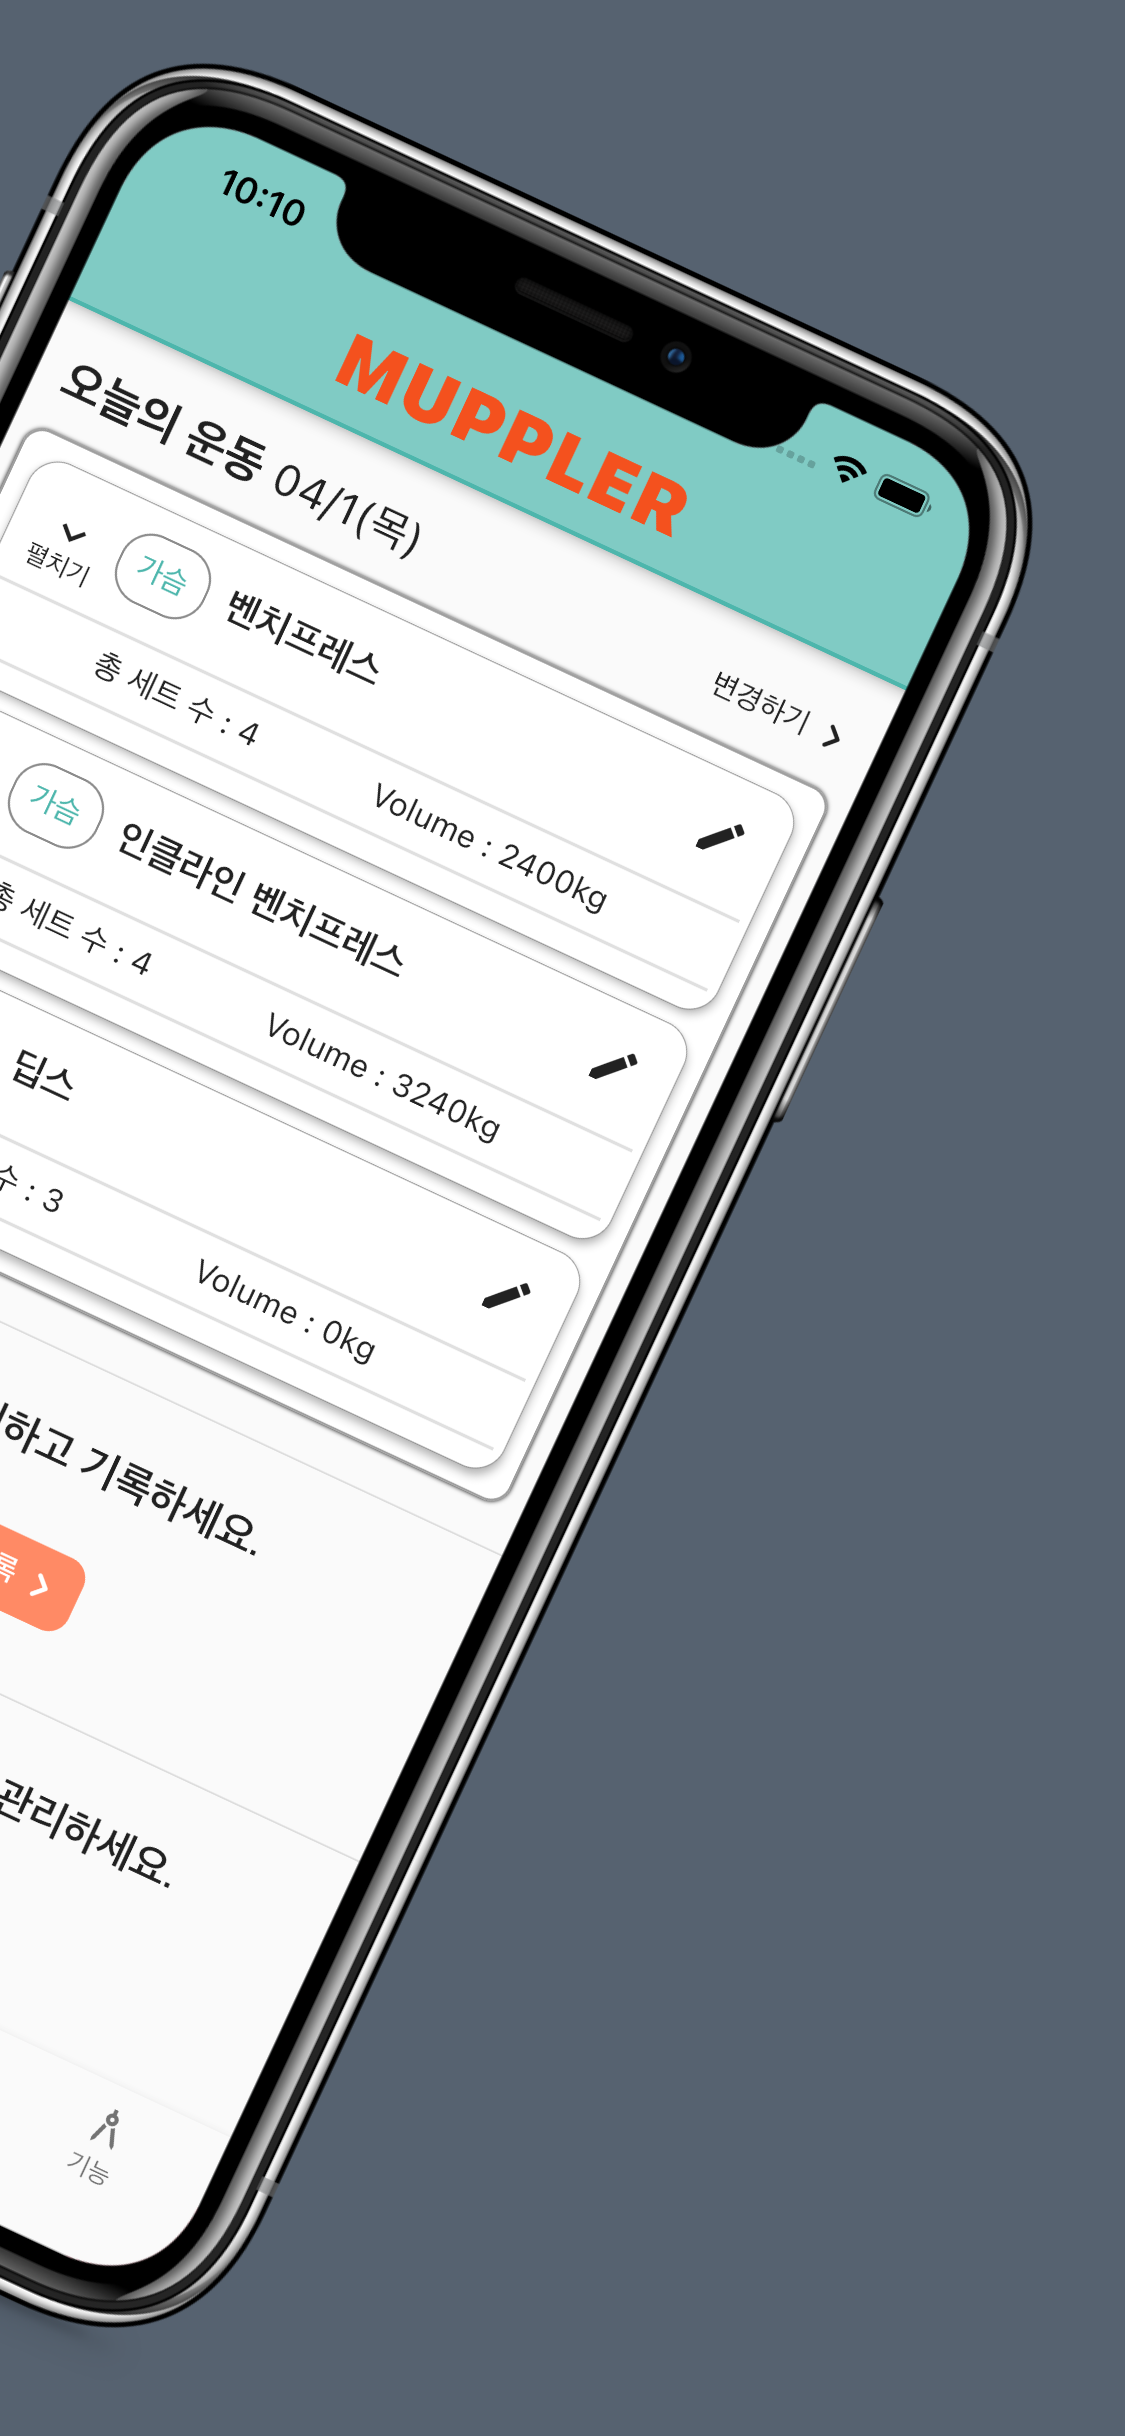 10:10
MUPPLER
오늘의 운동 04/1(목)
변경하기
펼치기 가슴 벤치프레스
총 세트 수 : 4 Volume : 2400kg
가슴 인클라인 벤치프레스
총 세트 수 : 4 Volume : 3240kg
딥스
수 : 3 Volume : 0kg
하고 기록하세요.
록
관리하세요.
기능